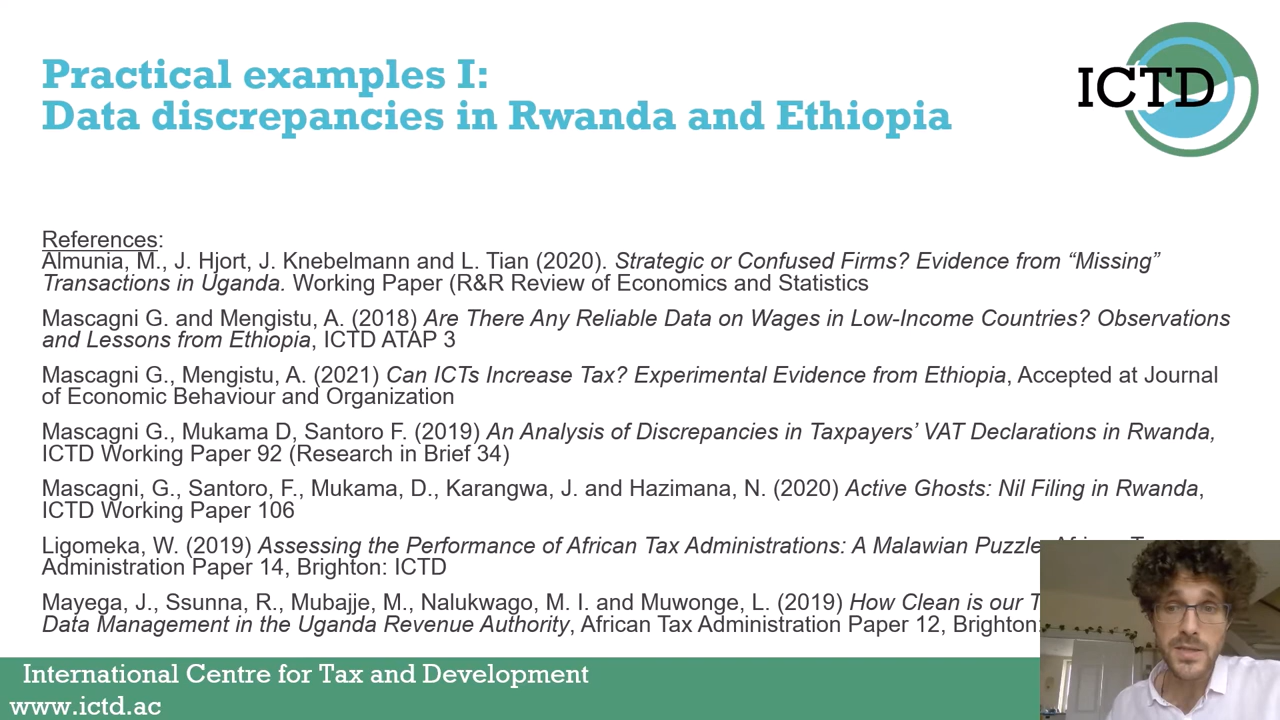 Practical examples I:
Data discrepancies in Rwanda and Ethiopia
ICTD
References:
Almunia, M., J. Hjort, J. Knebelmann and L. Tian (2020). Strategic or Confused Firms? Evidence from “Missing”
Transactions in Uganda. Working Paper (R&R Review of Economics and Statistics
Mascagni G. and Mengistu, A. (2018) Are There Any Reliable Data on Wages in Low-Income Countries? Observations
and Lessons from Ethiopia, ICTD ATAP 3
Mascagni G., Mengistu, A. (2021) Can ICTs Increase Tax? Experimental Evidence from Ethiopia, Accepted at Journal
of Economic Behaviour and Organization
Mascagni G., Mukama D, Santoro F. (2019) An Analysis of Discrepancies in Taxpayers’ VAT Declarations in Rwanda,
ICTD Working Paper 92 (Research in Brief 34)
Mascagni, G., Santoro, F., Mukama, D., Karangwa, J. and Hazimana, N. (2020) Active Ghosts: Nil Filing in Rwanda,
ICTD Working Paper 106
Ligomeka, W. (2019) Assessing the Performance of African Tax Administrations: A Malawian Puzzle
Administration Paper 14, Brighton: ICTD
Mayega, J., Ssunna, R., Mubajje, M., Nalukwago, M. I. and Muwonge, L. (2019) How Clean is our
Data Management in the Uganda Revenue Authority, African Tax Administration Paper 12, Brighton:
International Centre for Tax and Development
www.ictd.ac